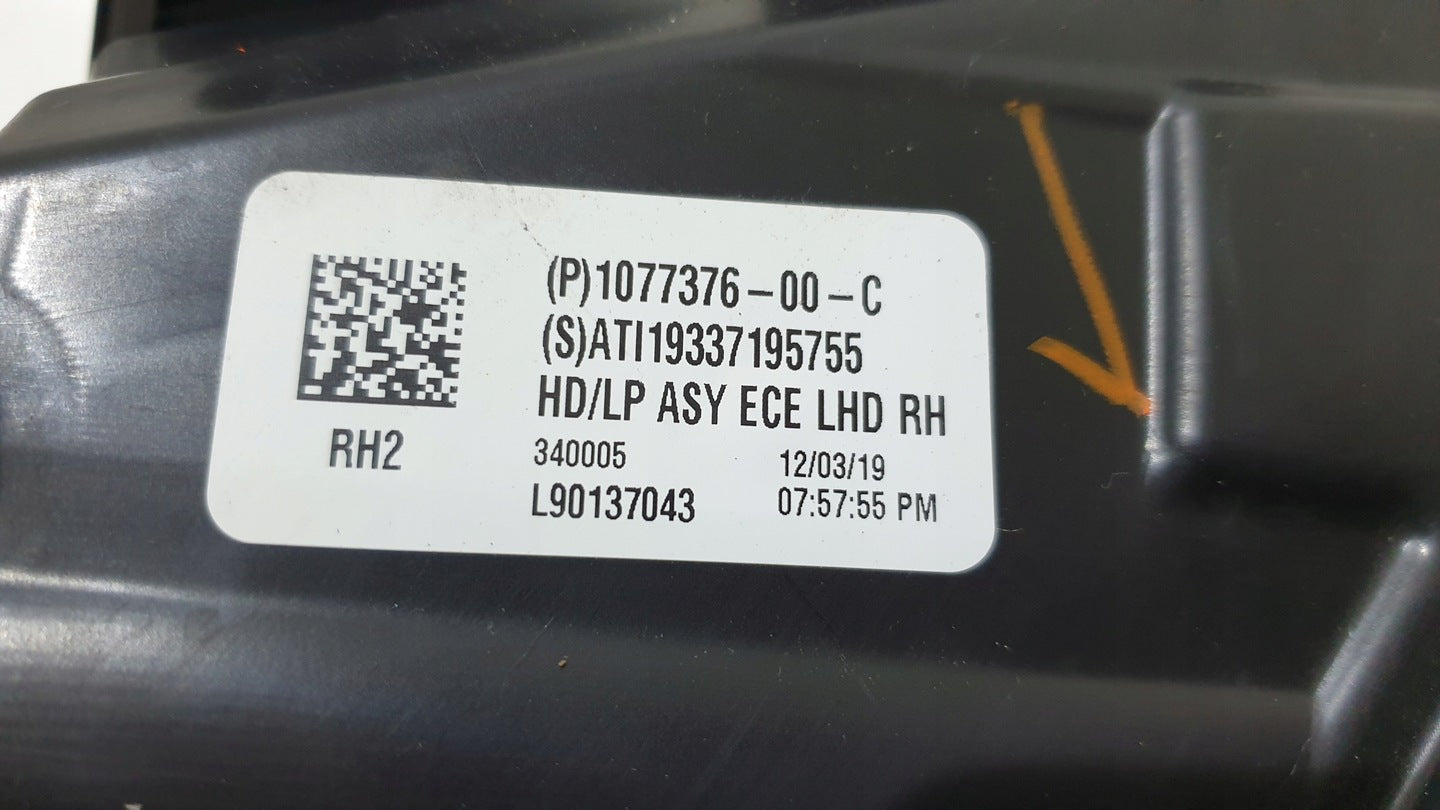 (P)1077376-00-C
(S)ATI19337195755
HD/LP ASY ECE LHD RH
RH2
340005 12/03/19
L90137043 07:57:55 PM